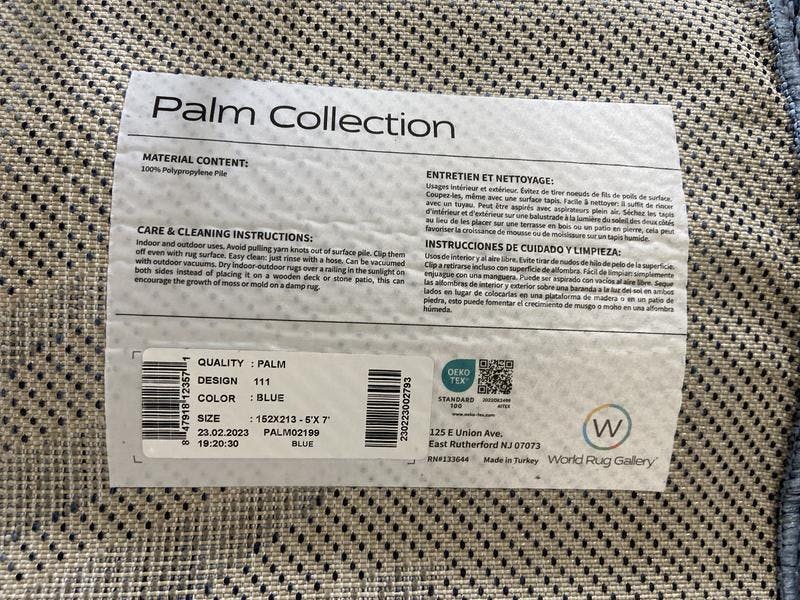 Palm Collection
MATERIAL CONTENT:
100% Polypropylene Pile
CARE & CLEANING INSTRUCTIONS:
Indoor and outdoor uses. Avoid pulling yarn knots out of surface pile. Clip them
off even with rug surface. Easy clean: just rinse with a hose. Can be vacuumed
with outdoor vacuums. Dry indoor-outdoor rugs over a railing in the sunlight on
both sides instead of placing it on a wooden deck or stone patio, this can
encourage the growth of moss or mold on a damp rug.
ENTRETIEN ET NETTOYAGE:
Usages intérieur et extérieur. Évitez de tirer noeuds de fils de poils de surface.
Coupez-les, même avec une surface tapis. Facile à nettoyer: il suffit de rincer
avec un tuyau. Peut être aspirés avec aspirateurs plein air. Séchez les tapis
d'intérieur et d'extérieur sur une balustrade à la lumière du soleil des deux côtés
au lieu de les placer sur une terrasse en bois ou un patio en pierre, cela peut
favoriser la croissance de mousse ou de moisissure sur un tapis humide.
INSTRUCCIONES DE CUIDADO Y LIMPIEZA:
Usos de interior y al aire libre. Evite tirar de nudos de hilo de pelo de la superficie.
Clip a retirarse incluso con superficie de alfombra. Fácil de limpian simplemente
enjuague con una manguera. Puede ser aspirado con vacíos al aire libre. Seque
las alfombras de interior y exterior sobre una baranda a la luz del sol en ambos
lados en lugar de colocarlas en una plataforma de madera o en un patio de
piedra, esto puede fomentar el crecimiento de musgo o moho en una alfombra
húmeda.
8 47918 12357 1
QUALITY : PALM
DESIGN 111
COLOR : BLUE
SIZE : 152X213 - 5'X 7'
23.02.2023 PALM02199
19:20:30 BLUE
230223002793
OEKO
TEX®
STANDARD
100
AITEX
www.oeko-tex.com
125 E Union Ave,
East Rutherford NJ 07073
RN#133644 Made in Turkey
W
World Rug Gallery